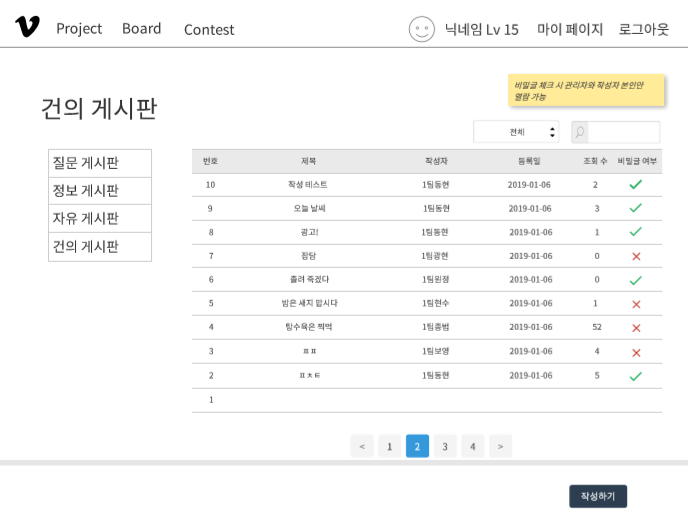 Project Board Contest 닉네임 Lv 15 마이 페이지 로그아웃
비밀글 체크 시 관리자와 작성자 본인만
열람 가능
건의 게시판
전체
질문 게시판
정보 게시판
자유 게시판
건의 게시판
번호 제목 작성자 등록일 조회 수 비밀글 여부
10 작성 테스트 1팀동현 2019-01-06 2
9 오늘 날씨 1팀동현 2019-01-06 3
8 광고! 1팀동현 2019-01-06 1
7 잡담 1팀광현 2019-01-06 0
6 졸려 죽겠다 1팀원정 2019-01-06 0
5 밤은 새지 맙시다 1팀현수 2019-01-06 1
4 탕수육은 찍먹 1팀종범 2019-01-06 52
3 ㅠㅠ 1팀보영 2019-01-06 4
2 ㅠㅊㅌ 1팀동현 2019-01-06 5
1
< 1 2 3 4 >
작성하기